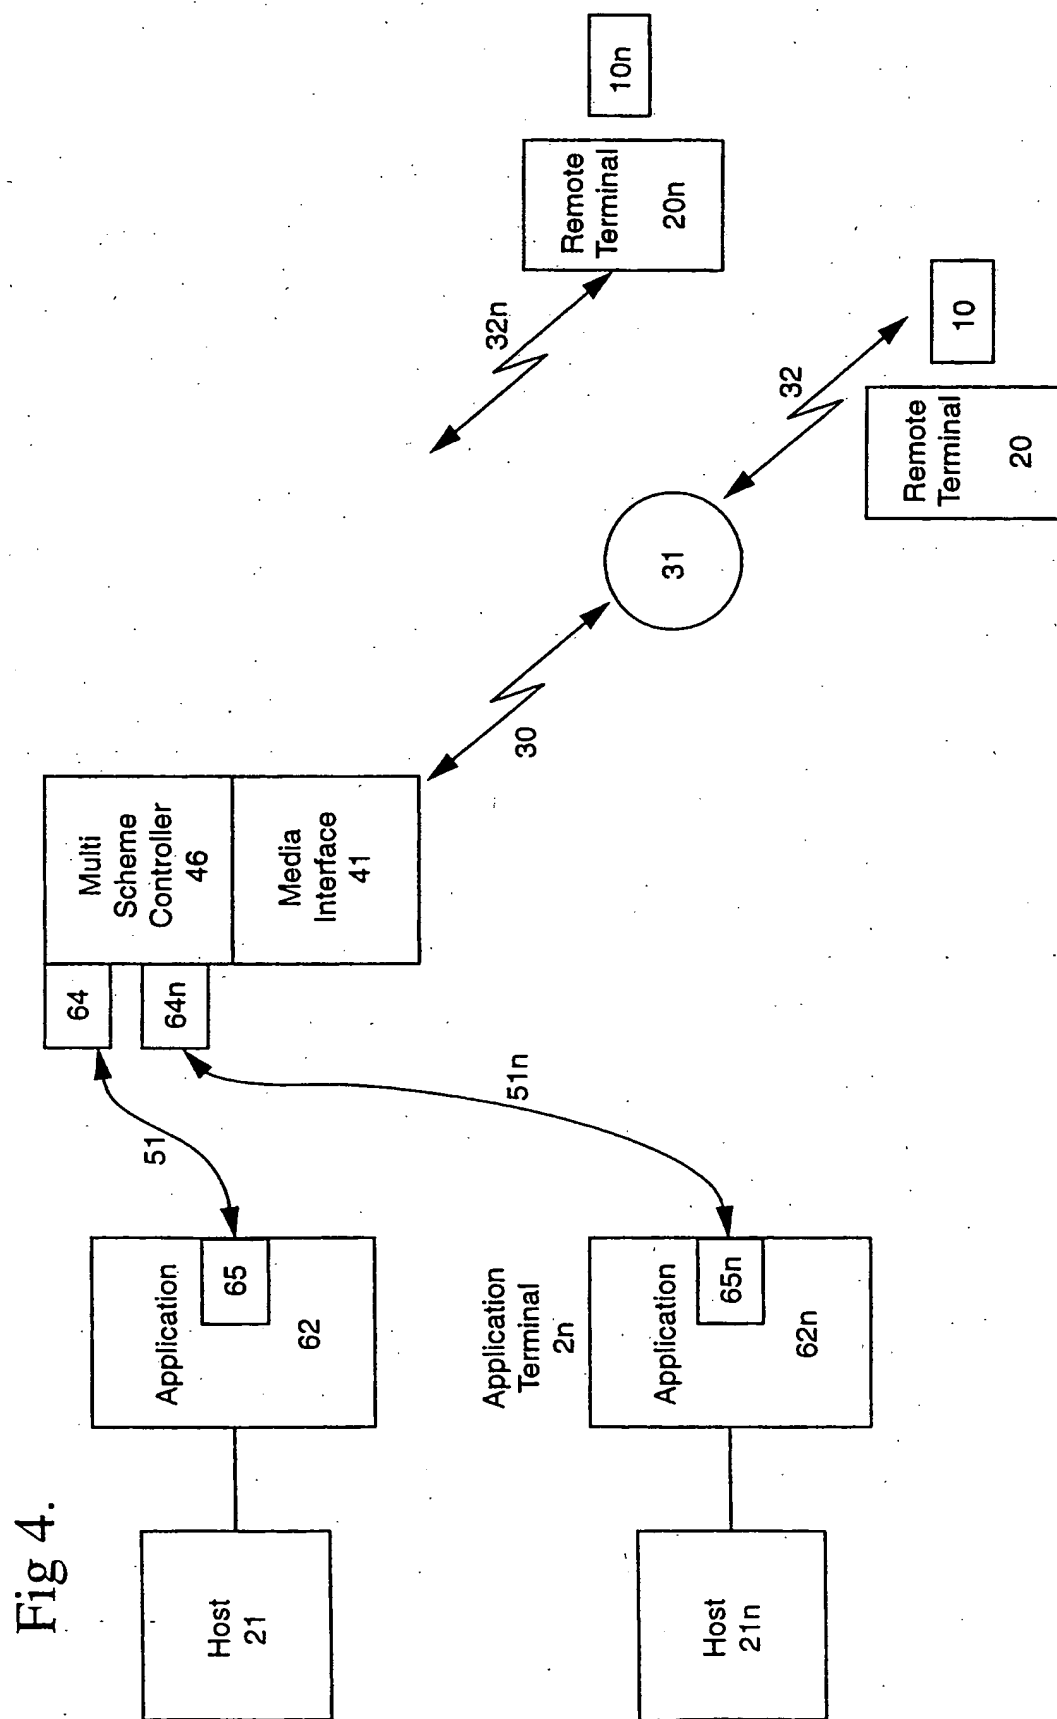 Fig 4.
Host
21
Application
65
62
51
64
64n
Multi
Scheme
Controller
46
Media
Interface
41
Host
21n
Application
Terminal
2n
Application
65n
62n
51n
30
31
32n
32
Remote
Terminal
20n
10n
Remote
Terminal
20
10